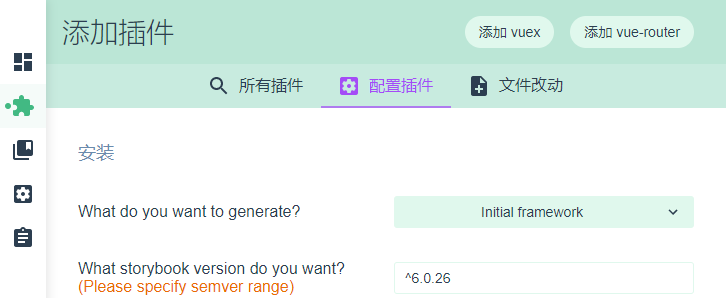 添加插件
添加 vuex
添加 vue-router
所有插件
配置插件
文件改动
安装
What do you want to generate?
Initial framework
What storybook version do you want?
(Please specify semver range)
^6.0.26